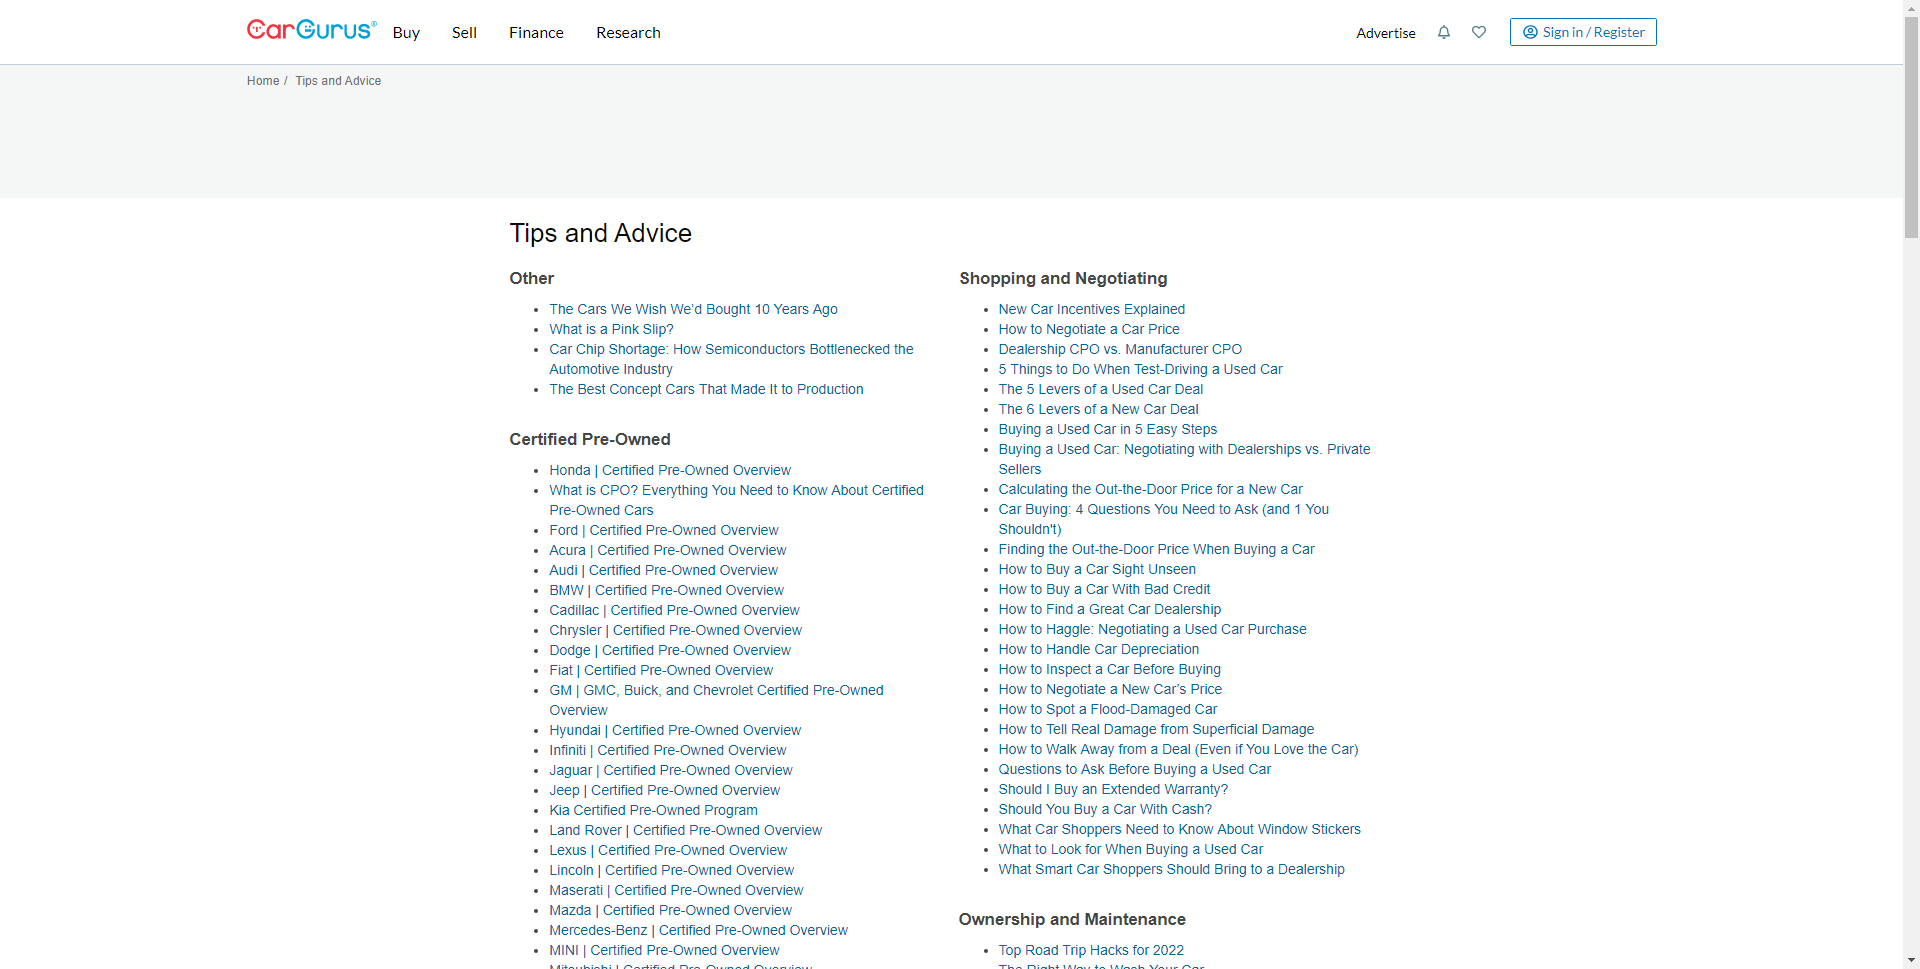 CarGurus®
Buy
Sell
Finance
Research
Advertise
Sign in / Register
Home / Tips and Advice
Tips and Advice
Other
The Cars We Wish We'd Bought 10 Years Ago
What is a Pink Slip?
Car Chip Shortage: How Semiconductors Bottlenecked the
Automotive Industry
The Best Concept Cars That Made It to Production
Certified Pre-Owned
Honda | Certified Pre-Owned Overview
What is CPO? Everything You Need to Know About Certified
Pre-Owned Cars
Ford | Certified Pre-Owned Overview
Acura | Certified Pre-Owned Overview
Audi | Certified Pre-Owned Overview
BMW | Certified Pre-Owned Overview
Cadillac | Certified Pre-Owned Overview
Chrysler | Certified Pre-Owned Overview
Dodge | Certified Pre-Owned Overview
Fiat | Certified Pre-Owned Overview
GM | GMC, Buick, and Chevrolet Certified Pre-Owned
Overview
Hyundai | Certified Pre-Owned Overview
Infiniti | Certified Pre-Owned Overview
Jaguar | Certified Pre-Owned Overview
Jeep | Certified Pre-Owned Overview
Kia Certified Pre-Owned Program
Land Rover | Certified Pre-Owned Overview
Lexus | Certified Pre-Owned Overview
Lincoln | Certified Pre-Owned Overview
Maserati | Certified Pre-Owned Overview
Mazda | Certified Pre-Owned Overview
Mercedes-Benz | Certified Pre-Owned Overview
MINI | Certified Pre-Owned Overview
Mitsubishi | Certified Pre-Owned Overview
Shopping and Negotiating
New Car Incentives Explained
How to Negotiate a Car Price
Dealership CPO vs. Manufacturer CPO
5 Things to Do When Test-Driving a Used Car
The 5 Levers of a Used Car Deal
The 6 Levers of a New Car Deal
Buying a Used Car in 5 Easy Steps
Buying a Used Car: Negotiating with Dealerships vs. Private
Sellers
Calculating the Out-the-Door Price for a New Car
Car Buying: 4 Questions You Need to Ask (and 1 You
Shouldn't)
Finding the Out-the-Door Price When Buying a Car
How to Buy a Car Sight Unseen
How to Buy a Car With Bad Credit
How to Find a Great Car Dealership
How to Haggle: Negotiating a Used Car Purchase
How to Handle Car Depreciation
How to Inspect a Car Before Buying
How to Negotiate a New Car's Price
How to Spot a Flood-Damaged Car
How to Tell Real Damage from Superficial Damage
How to Walk Away from a Deal (Even if You Love the Car)
Questions to Ask Before Buying a Used Car
Should I Buy an Extended Warranty?
Should You Buy a Car With Cash?
What Car Shoppers Need to Know About Window Stickers
What to Look for When Buying a Used Car
What Smart Car Shoppers Should Bring to a Dealership
Ownership and Maintenance
Top Road Trip Hacks for 2022
The Right Way to Wash Your Car